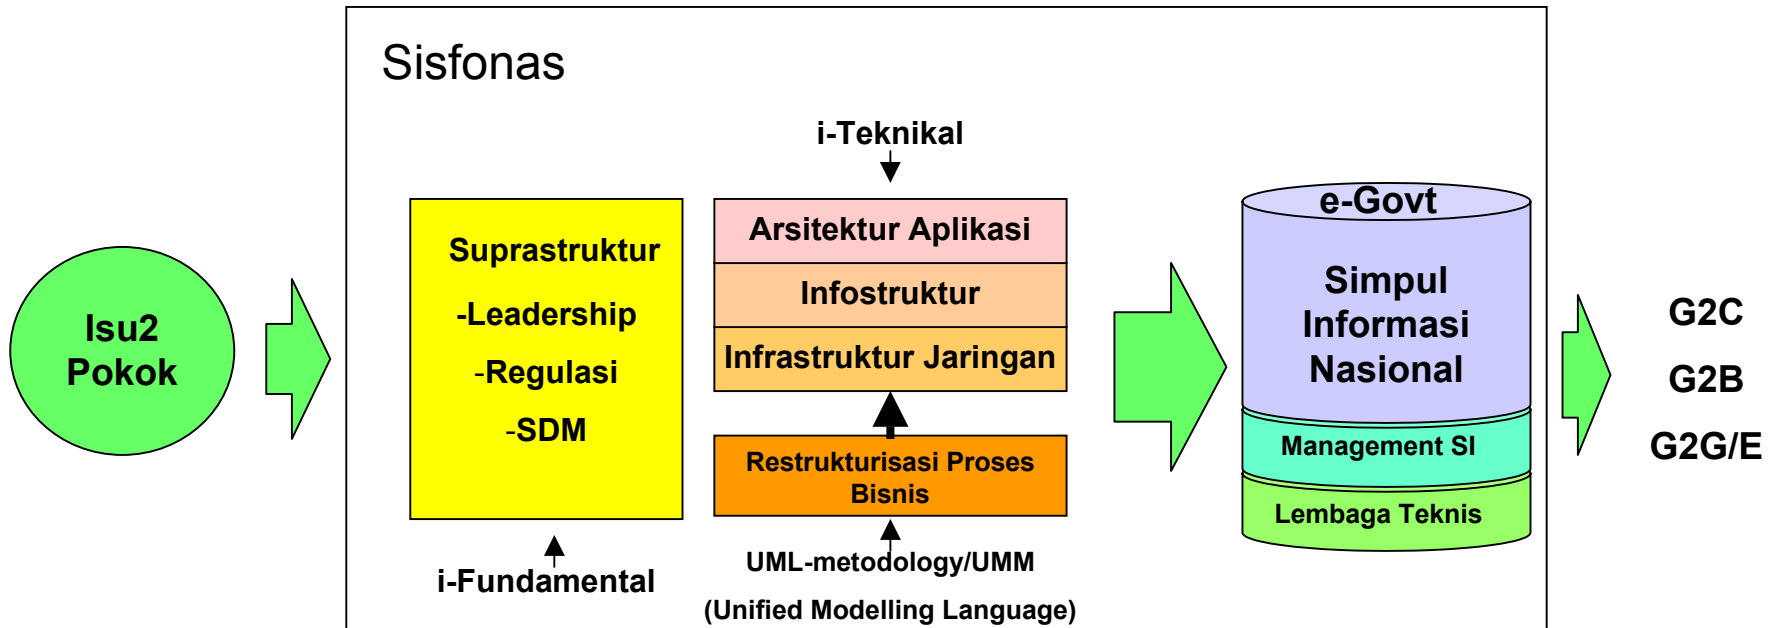 Sisfonas
i-Teknikal
Isu2
Pokok
Suprastruktur
-Leadership
-Regulasi
-SDM
i-Fundamental
Arsitektur Aplikasi
Infostruktur
Infrastruktur Jaringan
Restrukturisasi Proses
Bisnis
UML-metodology/UMM
(Unified Modelling Language)
e-Govt
Simpul
Informasi
Nasional
Management SI
Lembaga Teknis
G2C
G2B
G2G/E